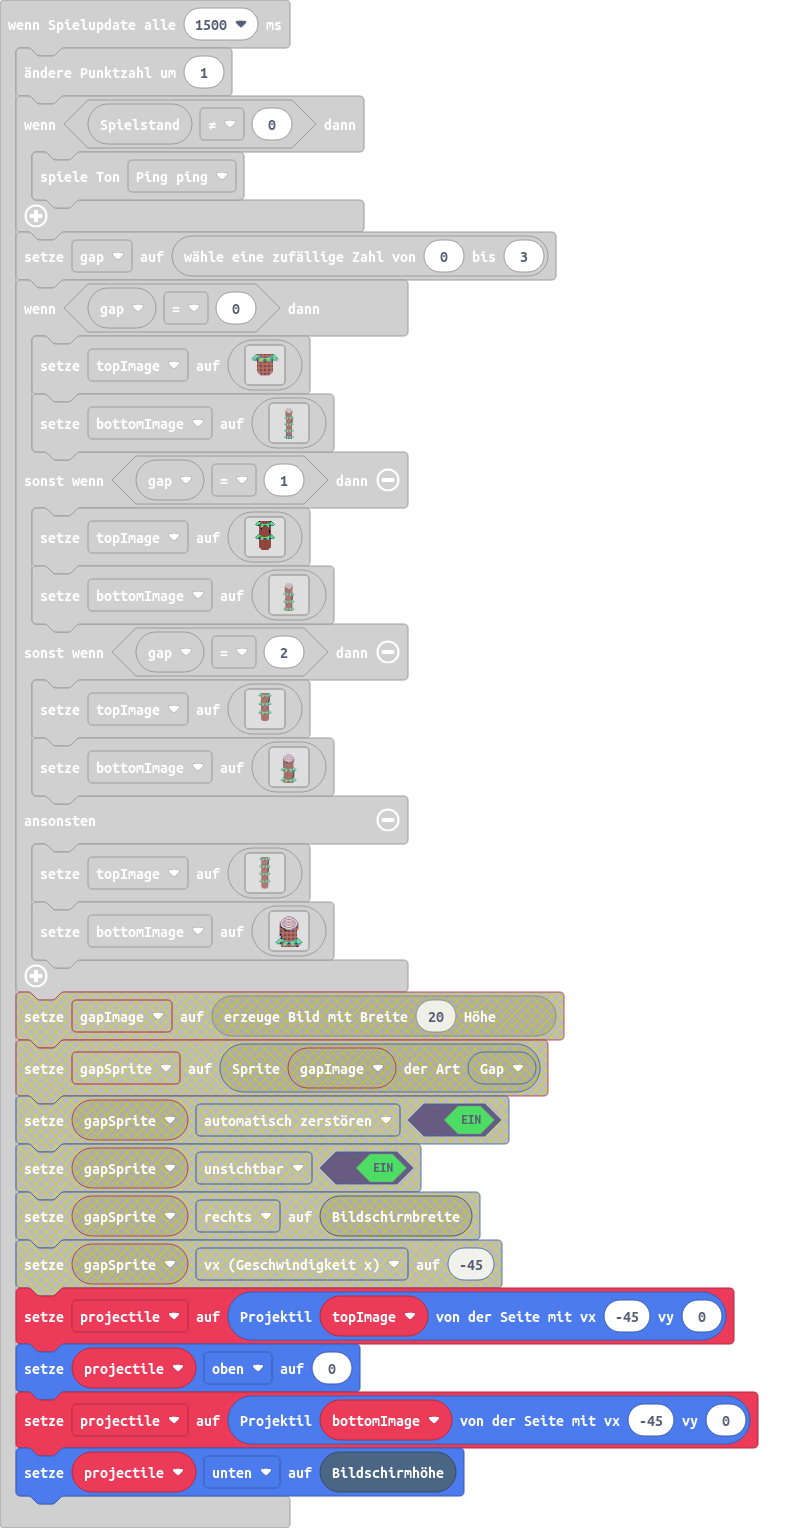 wenn Spielupdate alle 1500 ms
ändere Punktzahl um 1
wenn Spielstand ≠ 0 dann
spiele Ton Ping ping
setze gap auf wähle eine zufällige Zahl von 0 bis 3
wenn gap = 0 dann
setze topImage auf
setze bottomImage auf
sonst wenn gap = 1 dann
setze topImage auf
setze bottomImage auf
sonst wenn gap = 2 dann
setze topImage auf
setze bottomImage auf
ansonsten
setze topImage auf
setze bottomImage auf
setze gapImage auf erzeuge Bild mit Breite 20 Höhe
setze gapSprite auf Sprite gapImage der Art Gap
setze gapSprite automatisch zerstören EIN
setze gapSprite unsichtbar EIN
setze gapSprite rechts auf Bildschirmbreite
setze gapSprite vx (Geschwindigkeit x) auf -45
setze projectile auf Projektil topImage von der Seite mit vx -45 vy 0
setze projectile oben auf 0
setze projectile auf Projektil bottomImage von der Seite mit vx -45 vy 0
setze projectile unten auf Bildschirmhöhe